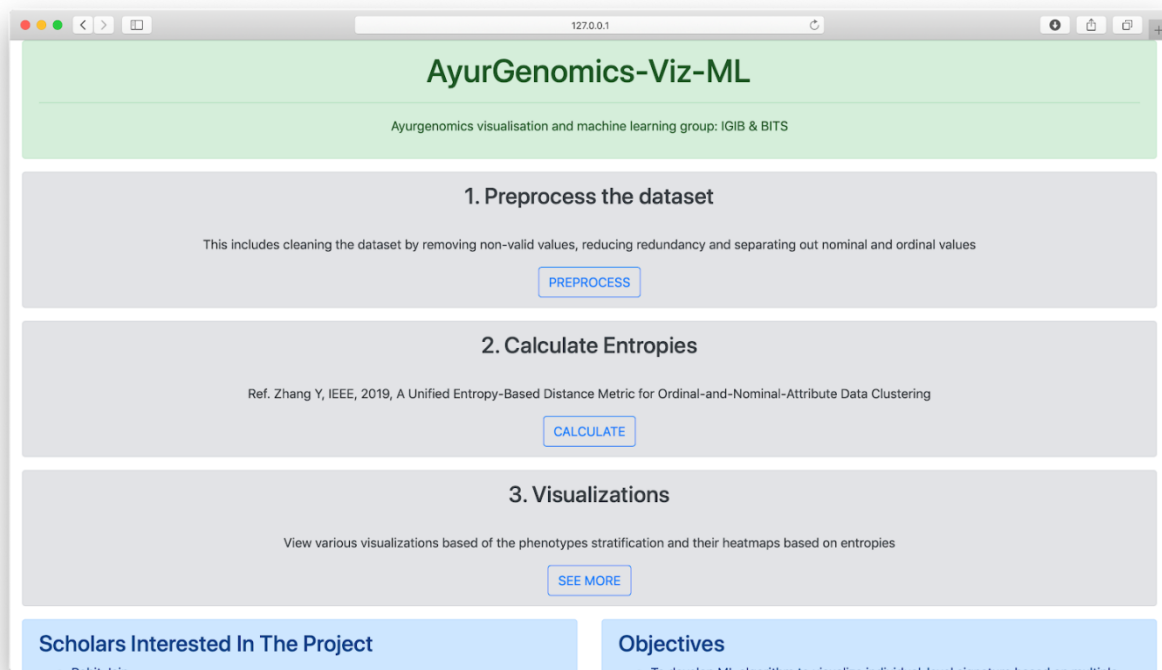 127.0.0.1
AyurGenomics-Viz-ML
Ayurgenomics visualisation and machine learning group: IGIB & BITS
1. Preprocess the dataset
This includes cleaning the dataset by removing non-valid values, reducing redundancy and separating out nominal and ordinal values
PREPROCESS
2. Calculate Entropies
Ref. Zhang Y, IEEE, 2019, A Unified Entropy-Based Distance Metric for Ordinal-and-Nominal-Attribute Data Clustering
CALCULATE
3. Visualizations
View various visualizations based of the phenotypes stratification and their heatmaps based on entropies
SEE MORE
Scholars Interested In The Project
Objectives